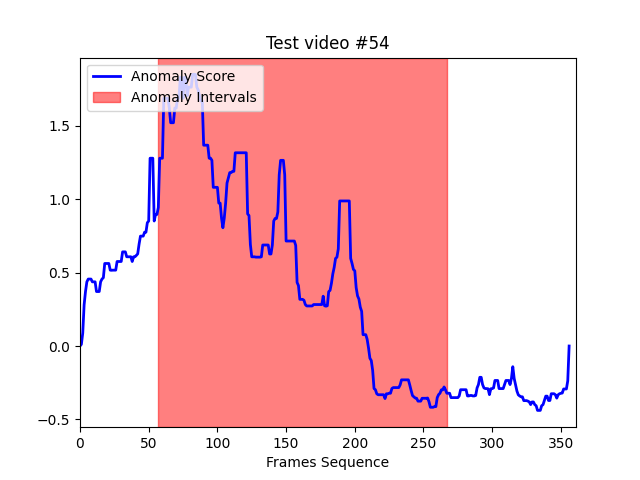 Test video #54
Anomaly Score
Anomaly Intervals
1.5
1.0
0.5
0.0
−0.5
0 50 100 150 200 250 300 350
Frames Sequence